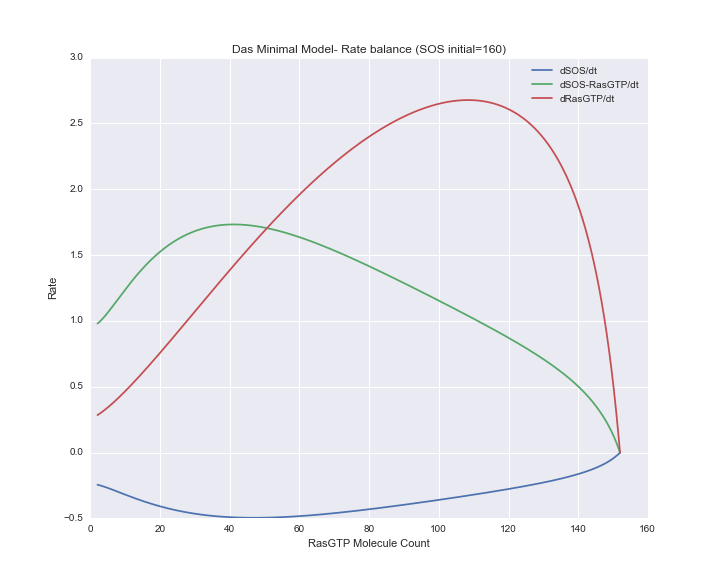 Das Minimal Model- Rate balance (SOS initial=160)
3.0
2.5
2.0
1.5
1.0
0.5
0.0
−0.5
Rate
dSOS/dt
dSOS-RasGTP/dt
dRasGTP/dt
0 20 40 60 80 100 120 140 160
RasGTP Molecule Count